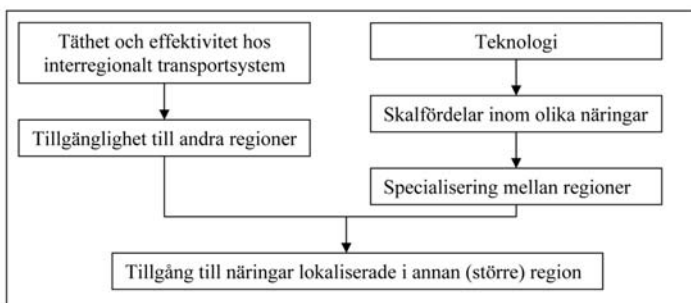 Täthet och effektivitet hos
interregionalt transportsystem
Teknologi
Tillgänglighet till andra regioner
Skalfördelar inom olika näringar
Specialisering mellan regioner
Tillgång till näringar lokaliserade i annan (större) region